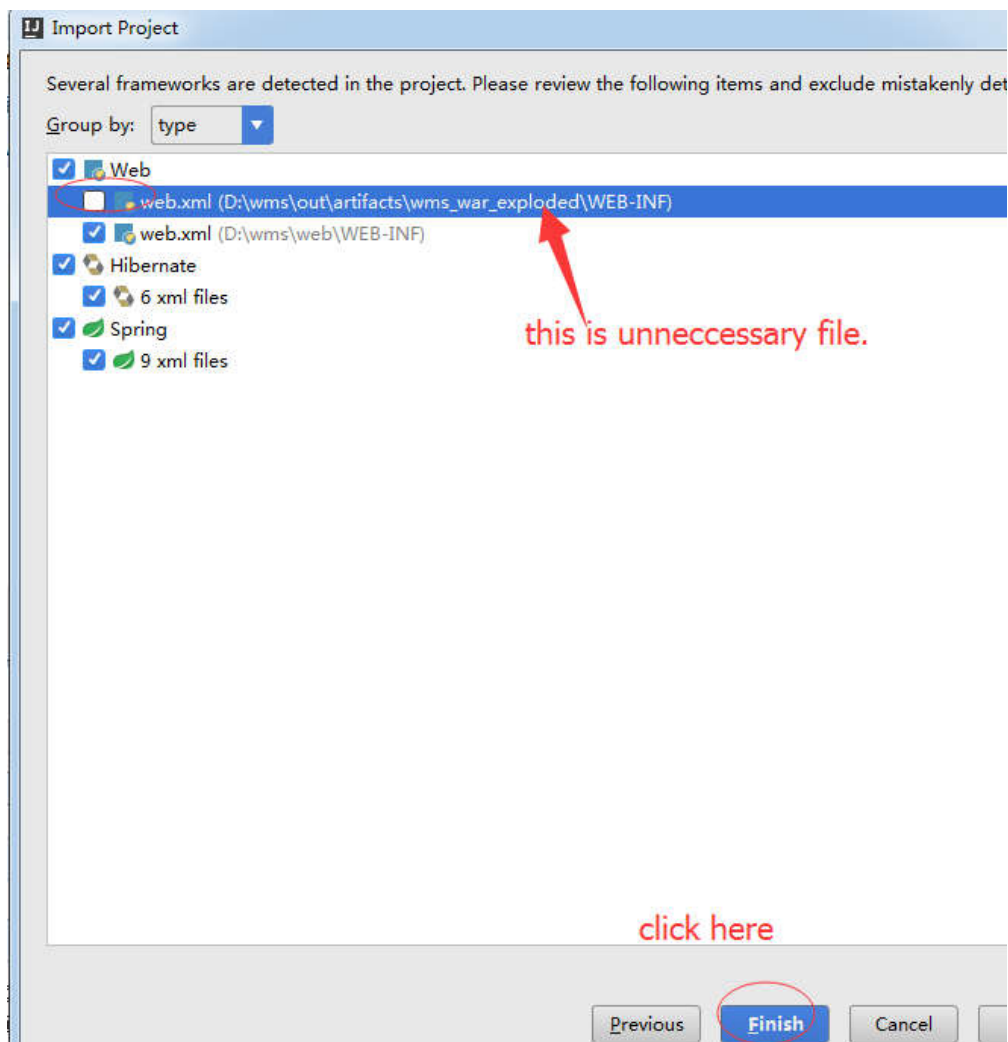 Import Project
Several frameworks are detected in the project. Please review the following items and exclude mistakenly det
Group by: type
Web
web.xml (D:\wms\out\artifacts\wms_war_exploded\WEB-INF)
web.xml (D:\wms\web\WEB-INF)
Hibernate
6 xml files
Spring
this is unneccessary file.
9 xml files
click here
Previous Finish Cancel